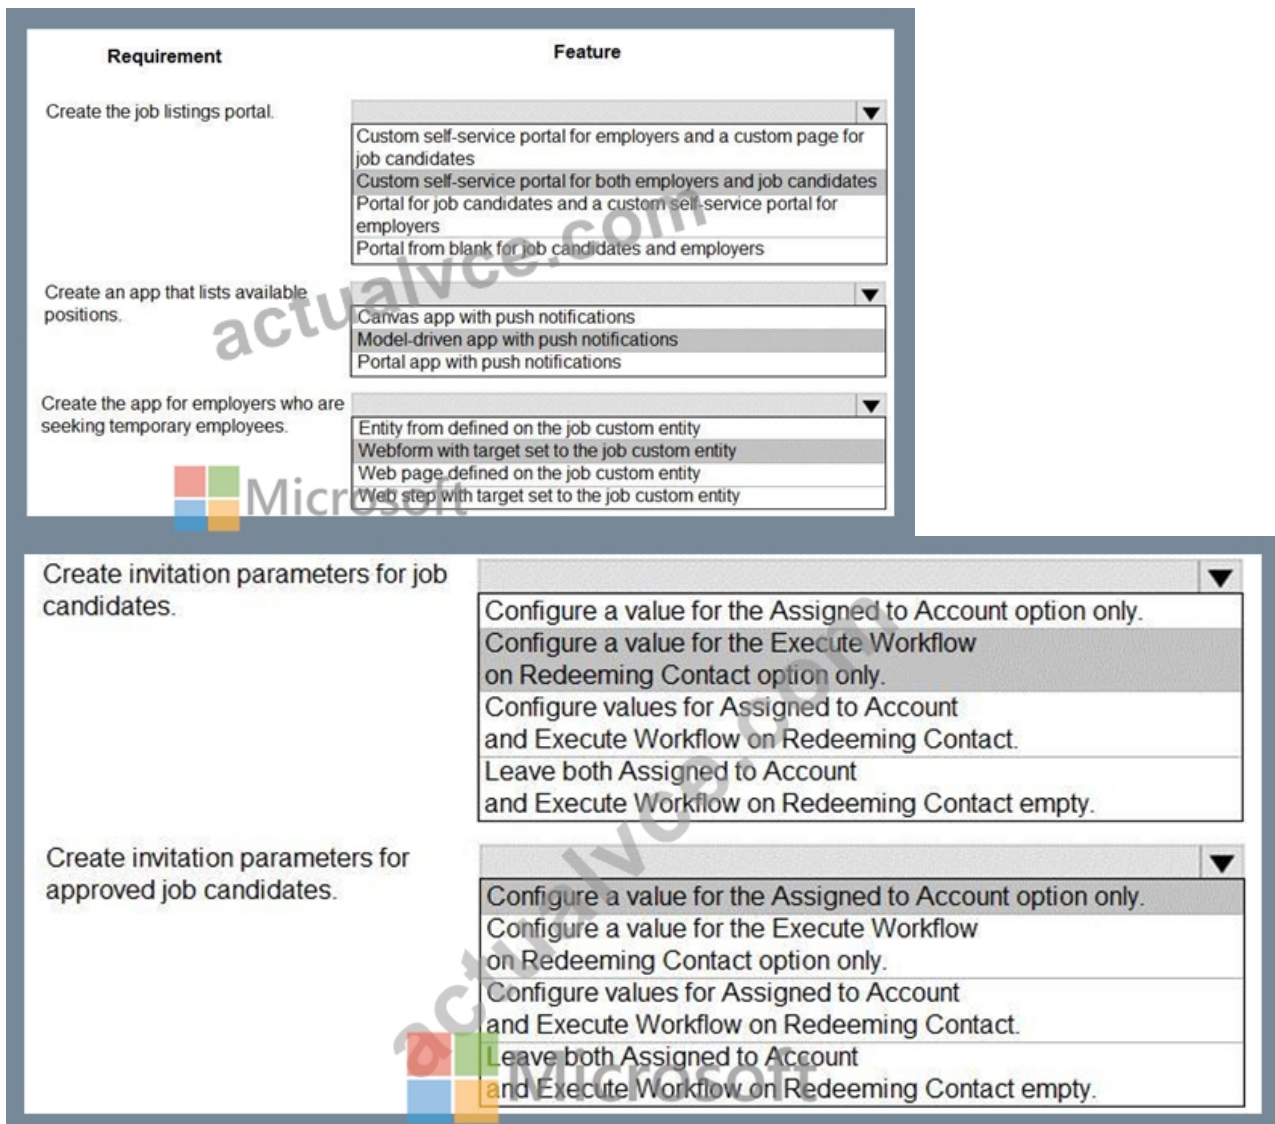 Requirement
Feature
Create the job listings portal.
Custom self-service portal for employers and a custom page for
job candidates
Custom self-service portal for both employers and job candidates
Portal for job candidates and a custom self-service portal for
employers
Portal from blank for job candidates and employers
Create an app that lists available
positions.
Canvas app with push notifications
Model-driven app with push notifications
Portal app with push notifications
Create the app for employers who are
seeking temporary employees.
Entity from defined on the job custom entity
Webform with target set to the job custom entity
Web page defined on the job custom entity
Web step with target set to the job custom entity
actualvce.com
Microsoft
Create invitation parameters for job
candidates.
Configure a value for the Assigned to Account option only.
Configure a value for the Execute Workflow
on Redeeming Contact option only.
Configure values for Assigned to Account
and Execute Workflow on Redeeming Contact.
Leave both Assigned to Account
and Execute Workflow on Redeeming Contact empty.
Create invitation parameters for
approved job candidates.
Configure a value for the Assigned to Account option only.
Configure a value for the Execute Workflow
on Redeeming Contact option only.
Configure values for Assigned to Account
and Execute Workflow on Redeeming Contact.
Leave both Assigned to Account
and Execute Workflow on Redeeming Contact empty.
actualvce.com
Microsoft